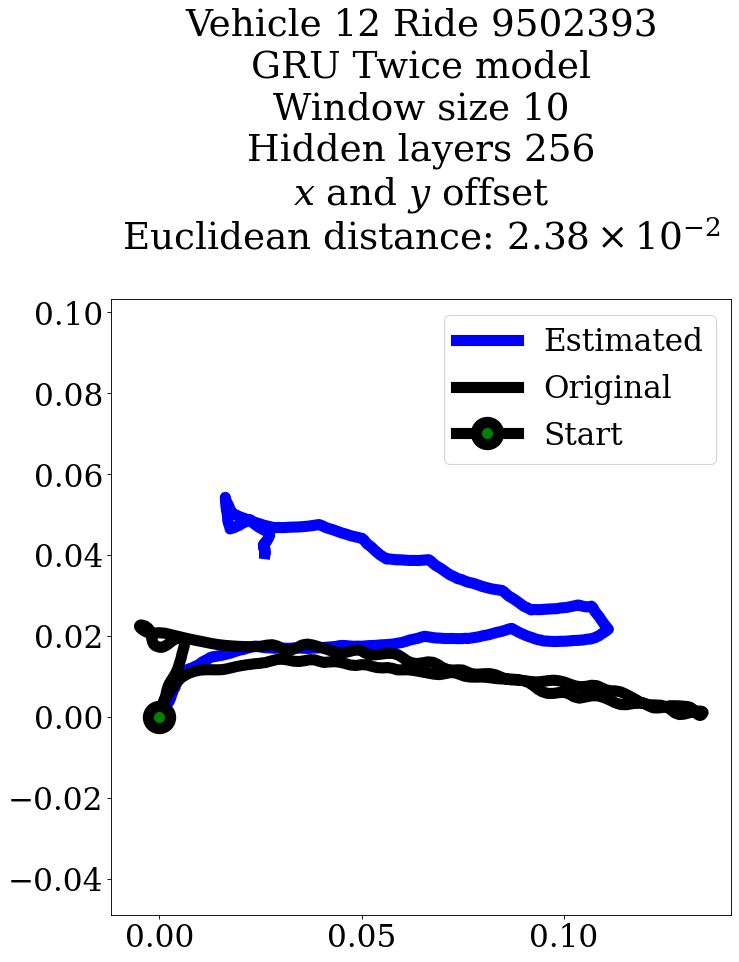 Vehicle 12 Ride 9502393
GRU Twice model
Window size 10
Hidden layers 256
x and y offset
Euclidean distance: 2.38 × 10⁻²
Estimated
Original
Start
0.10
0.08
0.06
0.04
0.02
0.00
−0.02
−0.04
0.00 0.05 0.10